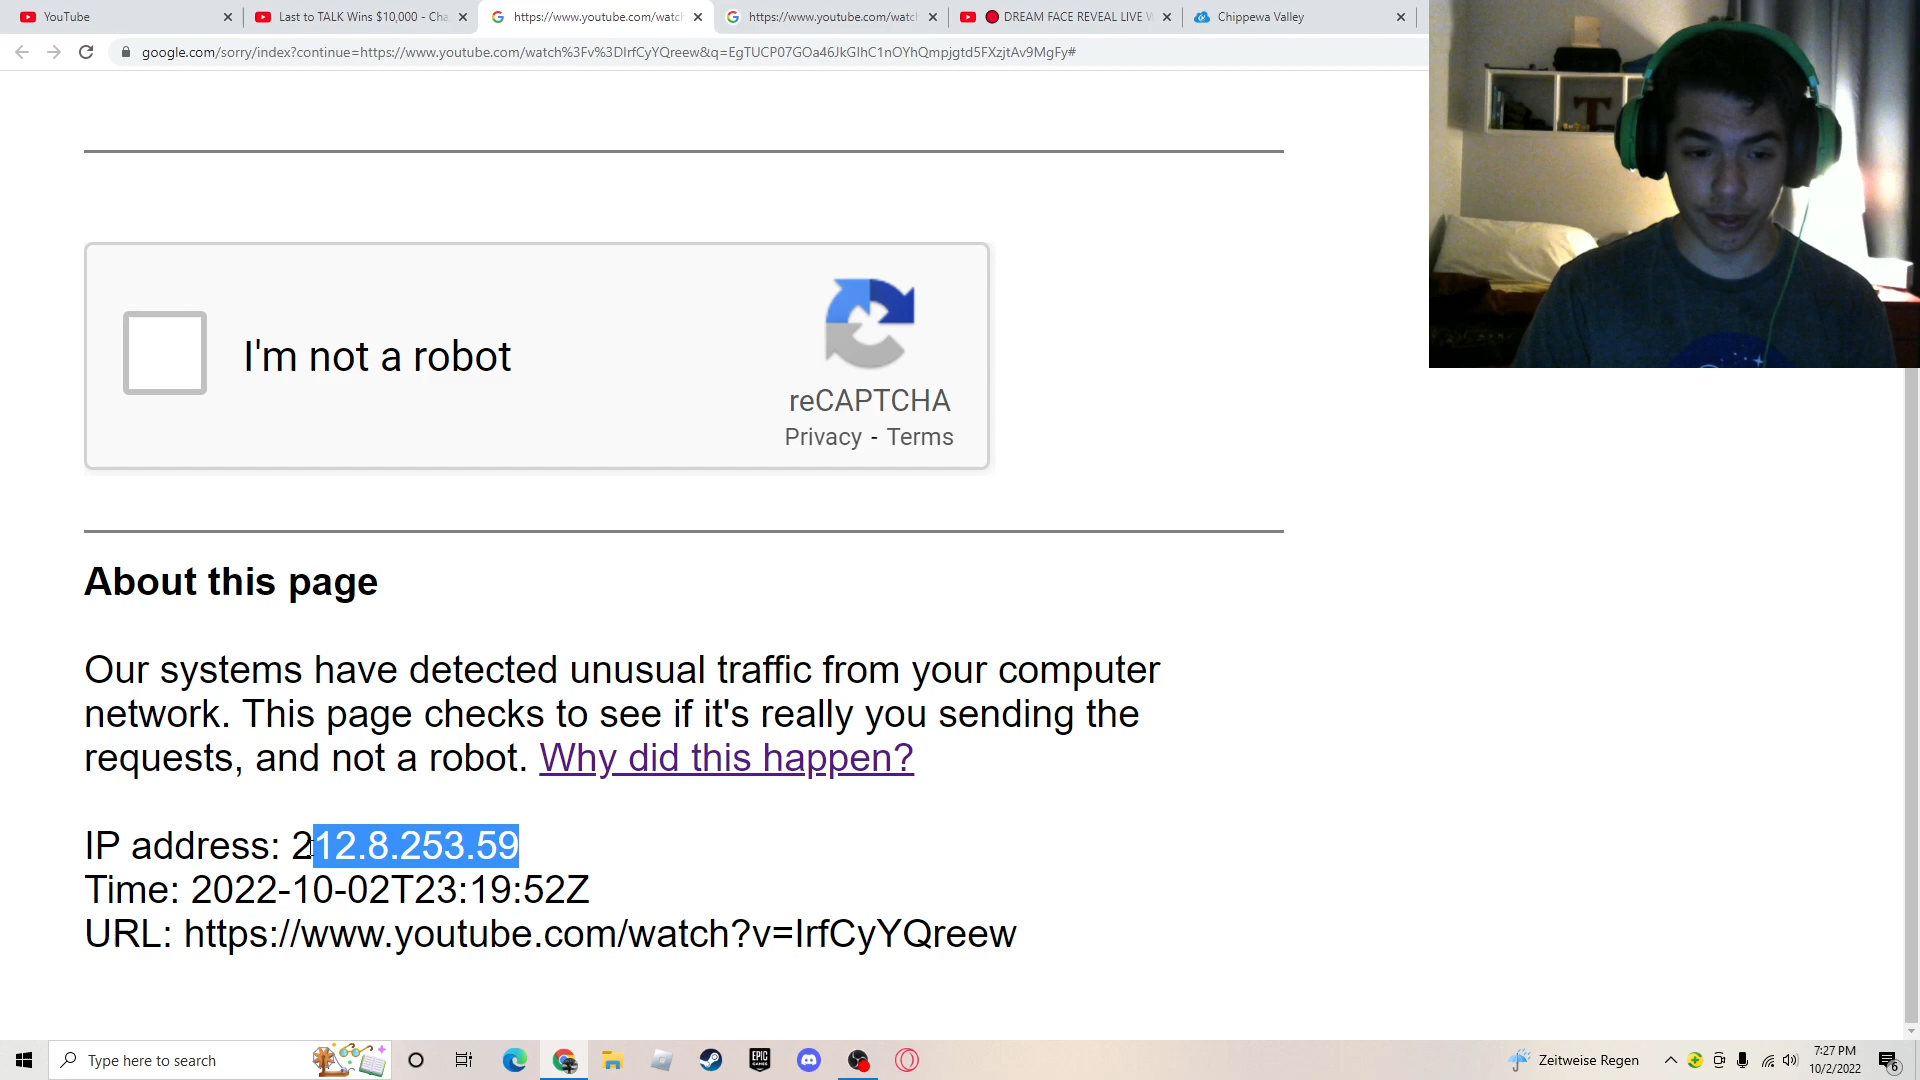 YouTube
Last to TALK Wins $10,000 - Cha
https://www.youtube.com/watc
https://www.youtube.com/watc
DREAM FACE REVEAL LIVE W
Chippewa Valley
google.com/sorry/index?continue=https://www.youtube.com/watch%3Fv%3DIrfCyYQreew&q=EgTUCP07GOa46JkGIhC1nOYhQmpjgtd5FXzjtAv9MgFy#
I'm not a robot
reCAPTCHA
Privacy - Terms
About this page
Our systems have detected unusual traffic from your computer
network. This page checks to see if it's really you sending the
requests, and not a robot. Why did this happen?
IP address: 212.8.253.59
Time: 2022-10-02T23:19:52Z
URL: https://www.youtube.com/watch?v=IrfCyYQreew
Type here to search
EPIC GAMES
Zeitweise Regen
7:27 PM
10/2/2022
6